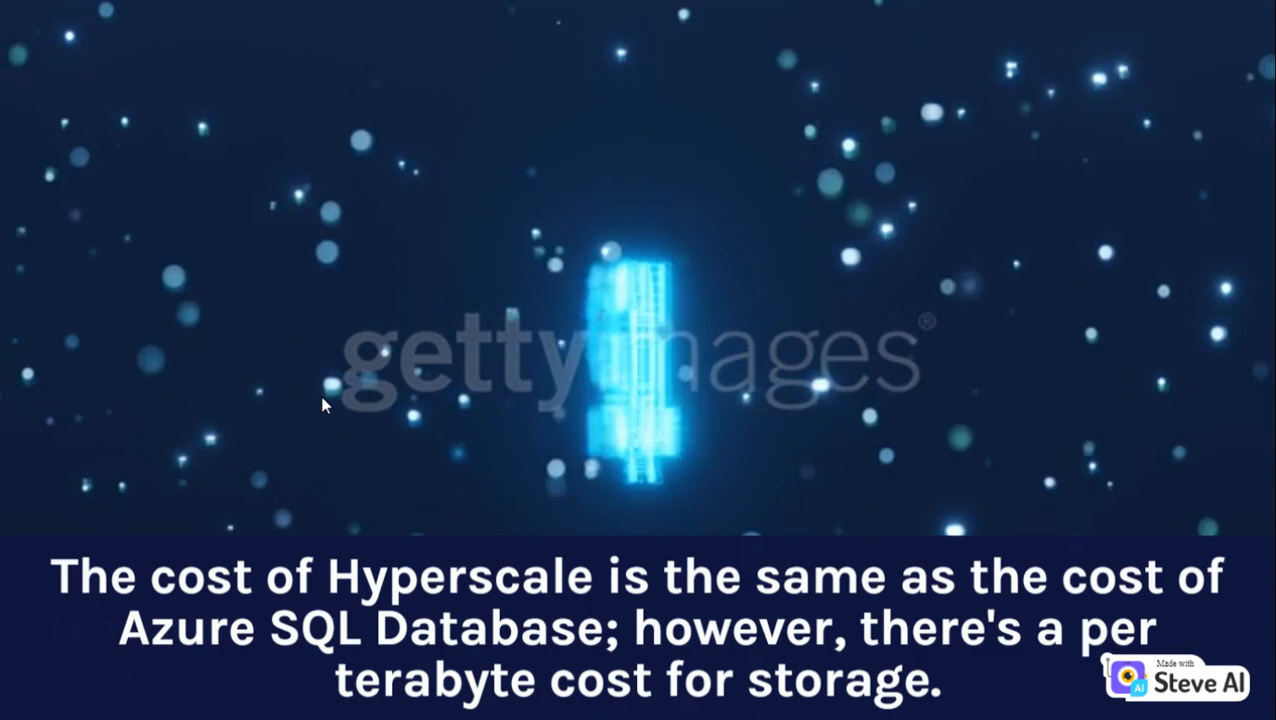 gettyimages®
The cost of Hyperscale is the same as the cost of
Azure SQL Database; however, there's a per
terabyte cost for storage.
Made with
Steve AI
AI